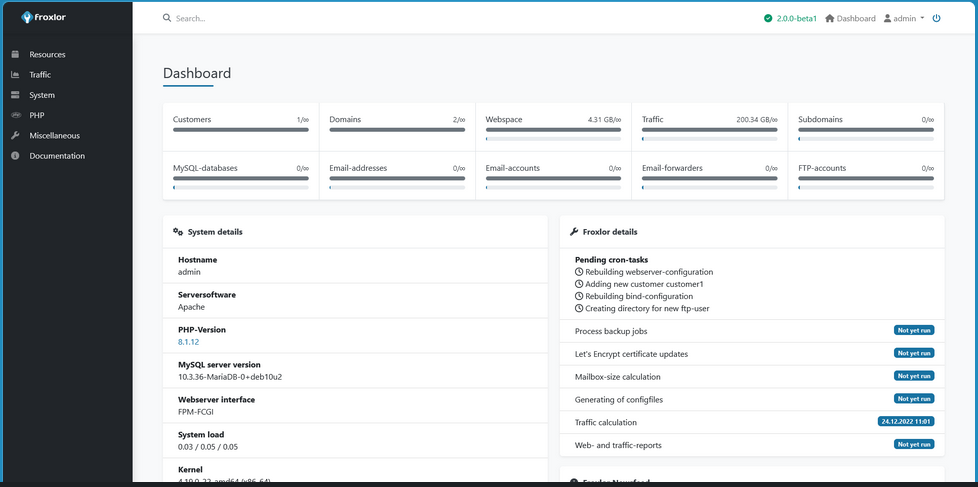 froxlor
Search...
2.0.0-beta1 Dashboard admin
Resources
Traffic
System
PHP
Miscellaneous
Documentation
Dashboard
Customers 1/∞
Domains 2/∞
Webspace 4.31 GB/∞
Traffic 200.34 GB/∞
Subdomains 0/∞
MySQL-databases 0/∞
Email-addresses 0/∞
Email-accounts 0/∞
Email-forwarders 0/∞
FTP-accounts 0/∞
System details
Hostname
admin
Serversoftware
Apache
PHP-Version
8.1.12
MySQL server version
10.3.36-MariaDB-0+deb10u2
Webserver interface
FPM-FCGI
System load
0.03 / 0.05 / 0.05
Kernel
Froxlor details
Pending cron-tasks
Rebuilding webserver-configuration
Adding new customer customer1
Rebuilding bind-configuration
Creating directory for new ftp-user
Process backup jobs Not yet run
Let's Encrypt certificate updates Not yet run
Mailbox-size calculation Not yet run
Generating of configfiles Not yet run
Traffic calculation 24.12.2022 11:01
Web- and traffic-reports Not yet run